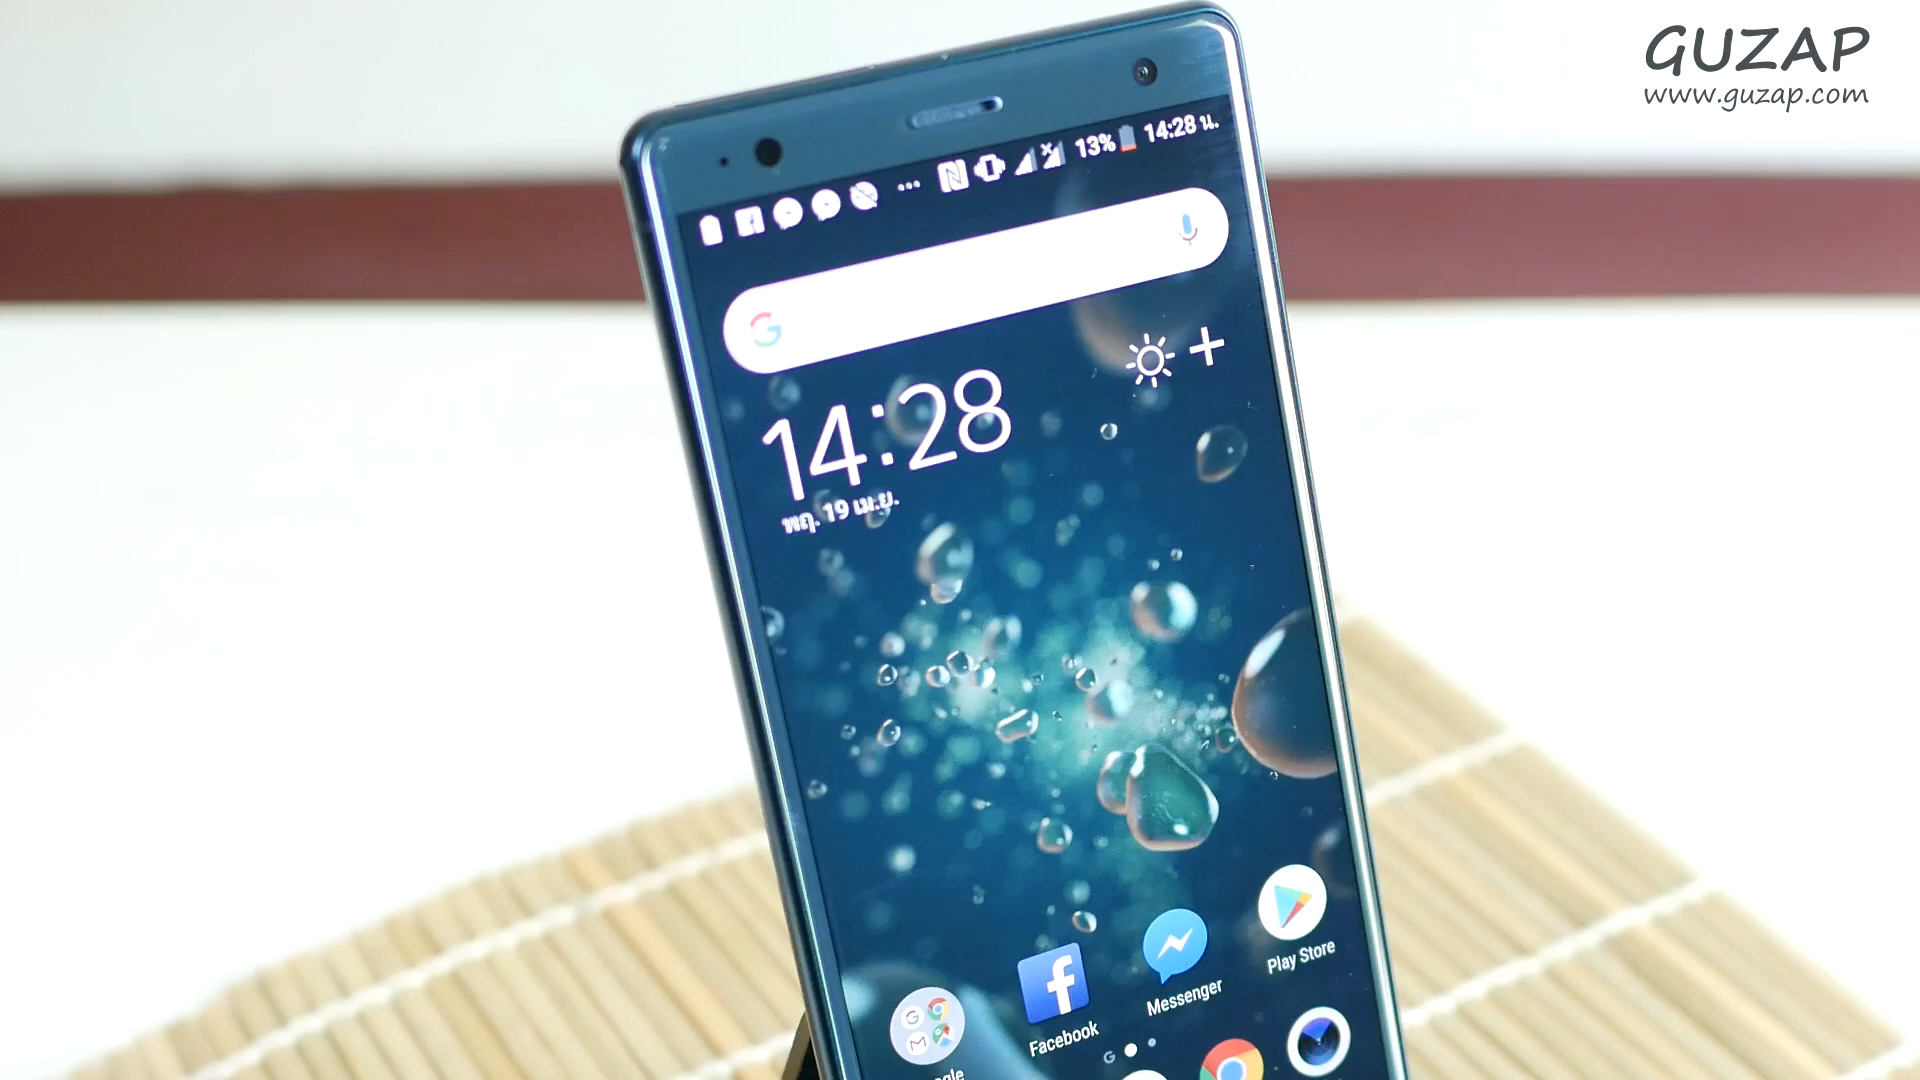 GUZAP
www.guzap.com
13% 14:28 น.
14:28
พฤ. 19 เม.ย.
Play Store
Messenger
Facebook